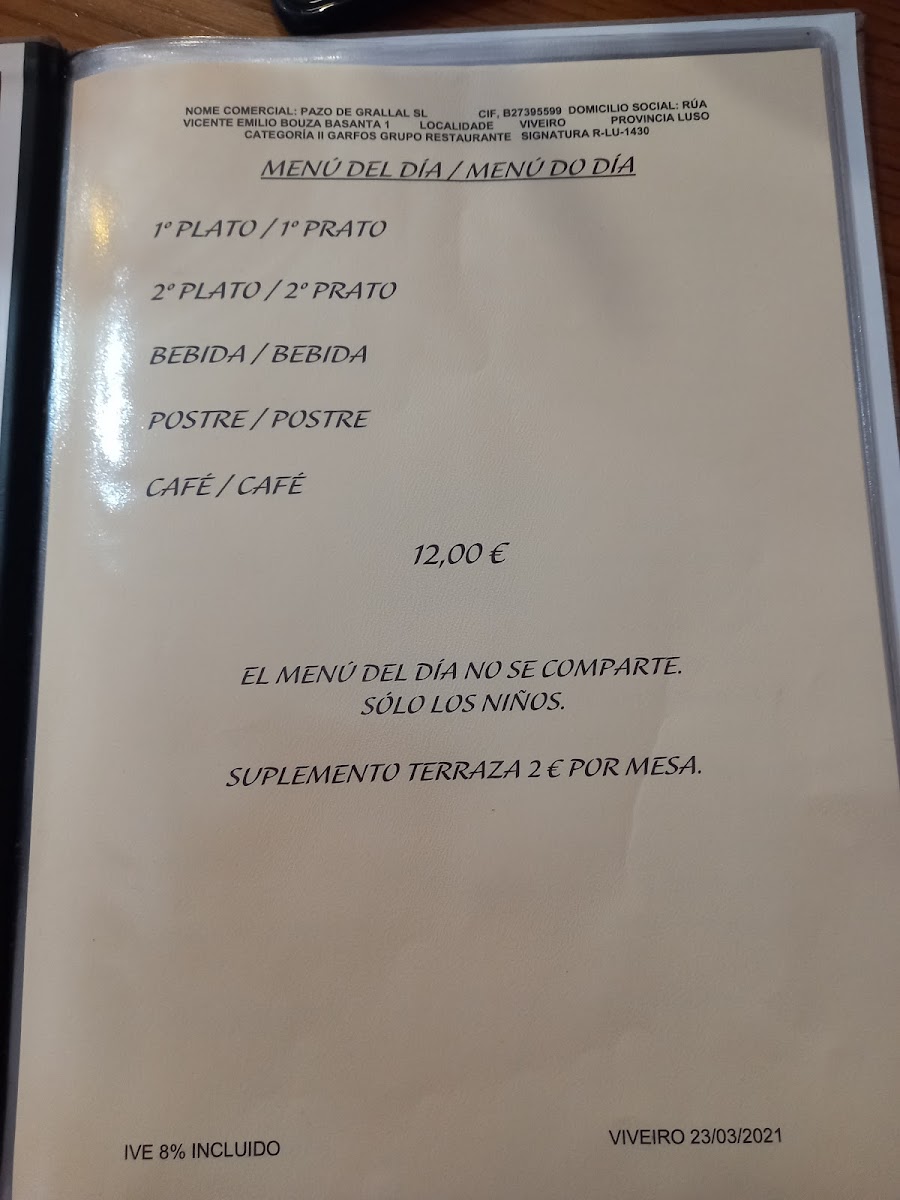 NOME COMERCIAL: PAZO DE GRALLAL SL CIF, B27395599 DOMICILIO SOCIAL: RÚA
VICENTE EMILIO BOUZA BASANTA 1 LOCALIDADE VIVEIRO PROVINCIA LUSO
CATEGORÍA II GARFOS GRUPO RESTAURANTE SIGNATURA R-LU-1430
MENÚ DEL DÍA / MENÚ DO DÍA
1º PLATO / 1º PRATO
2º PLATO / 2º PRATO
BEBIDA / BEBIDA
POSTRE / POSTRE
CAFÉ / CAFÉ
12,00 €
EL MENÚ DEL DÍA NO SE COMPARTE.
SÓLO LOS NIÑOS.
SUPLEMENTO TERRAZA 2 € POR MESA.
IVE 8% INCLUIDO VIVEIRO 23/03/2021